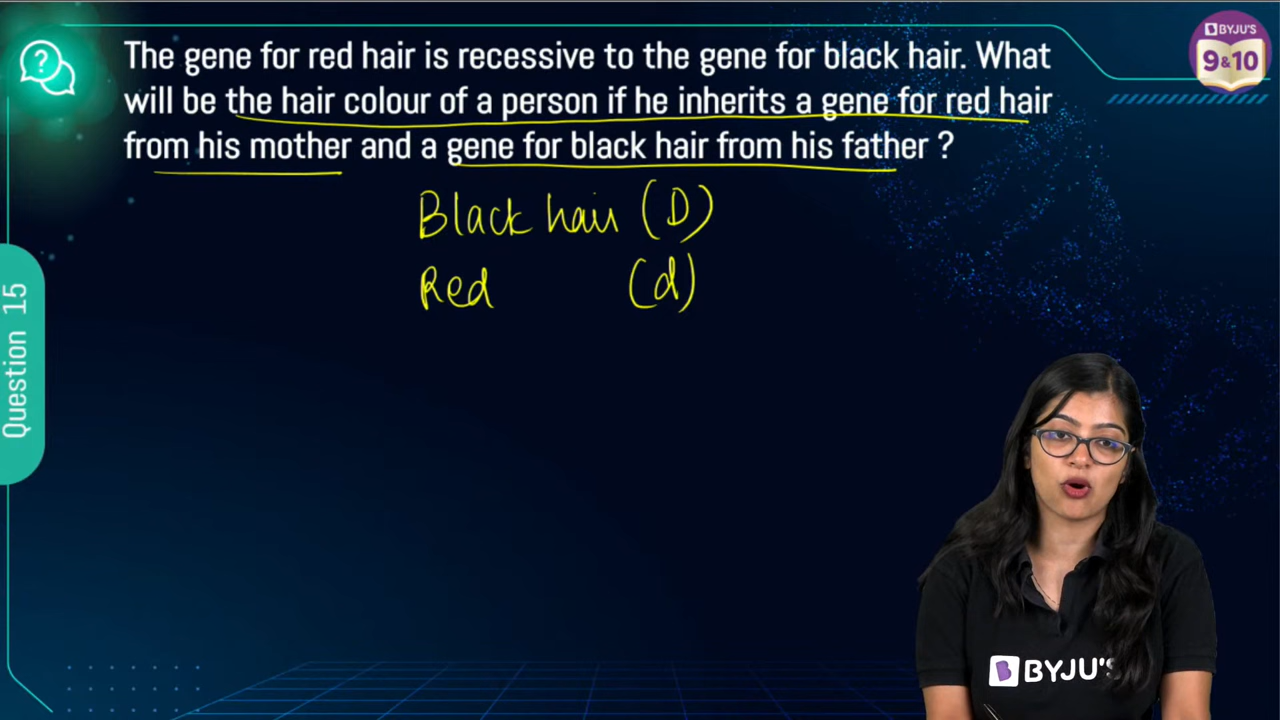 The gene for red hair is recessive to the gene for black hair. What
will be the hair colour of a person if he inherits a gene for red hair
from his mother and a gene for black hair from his father ?
Black hair (D)
Red (d)
Question 15
BYJU'S
9&10
BYJU'S